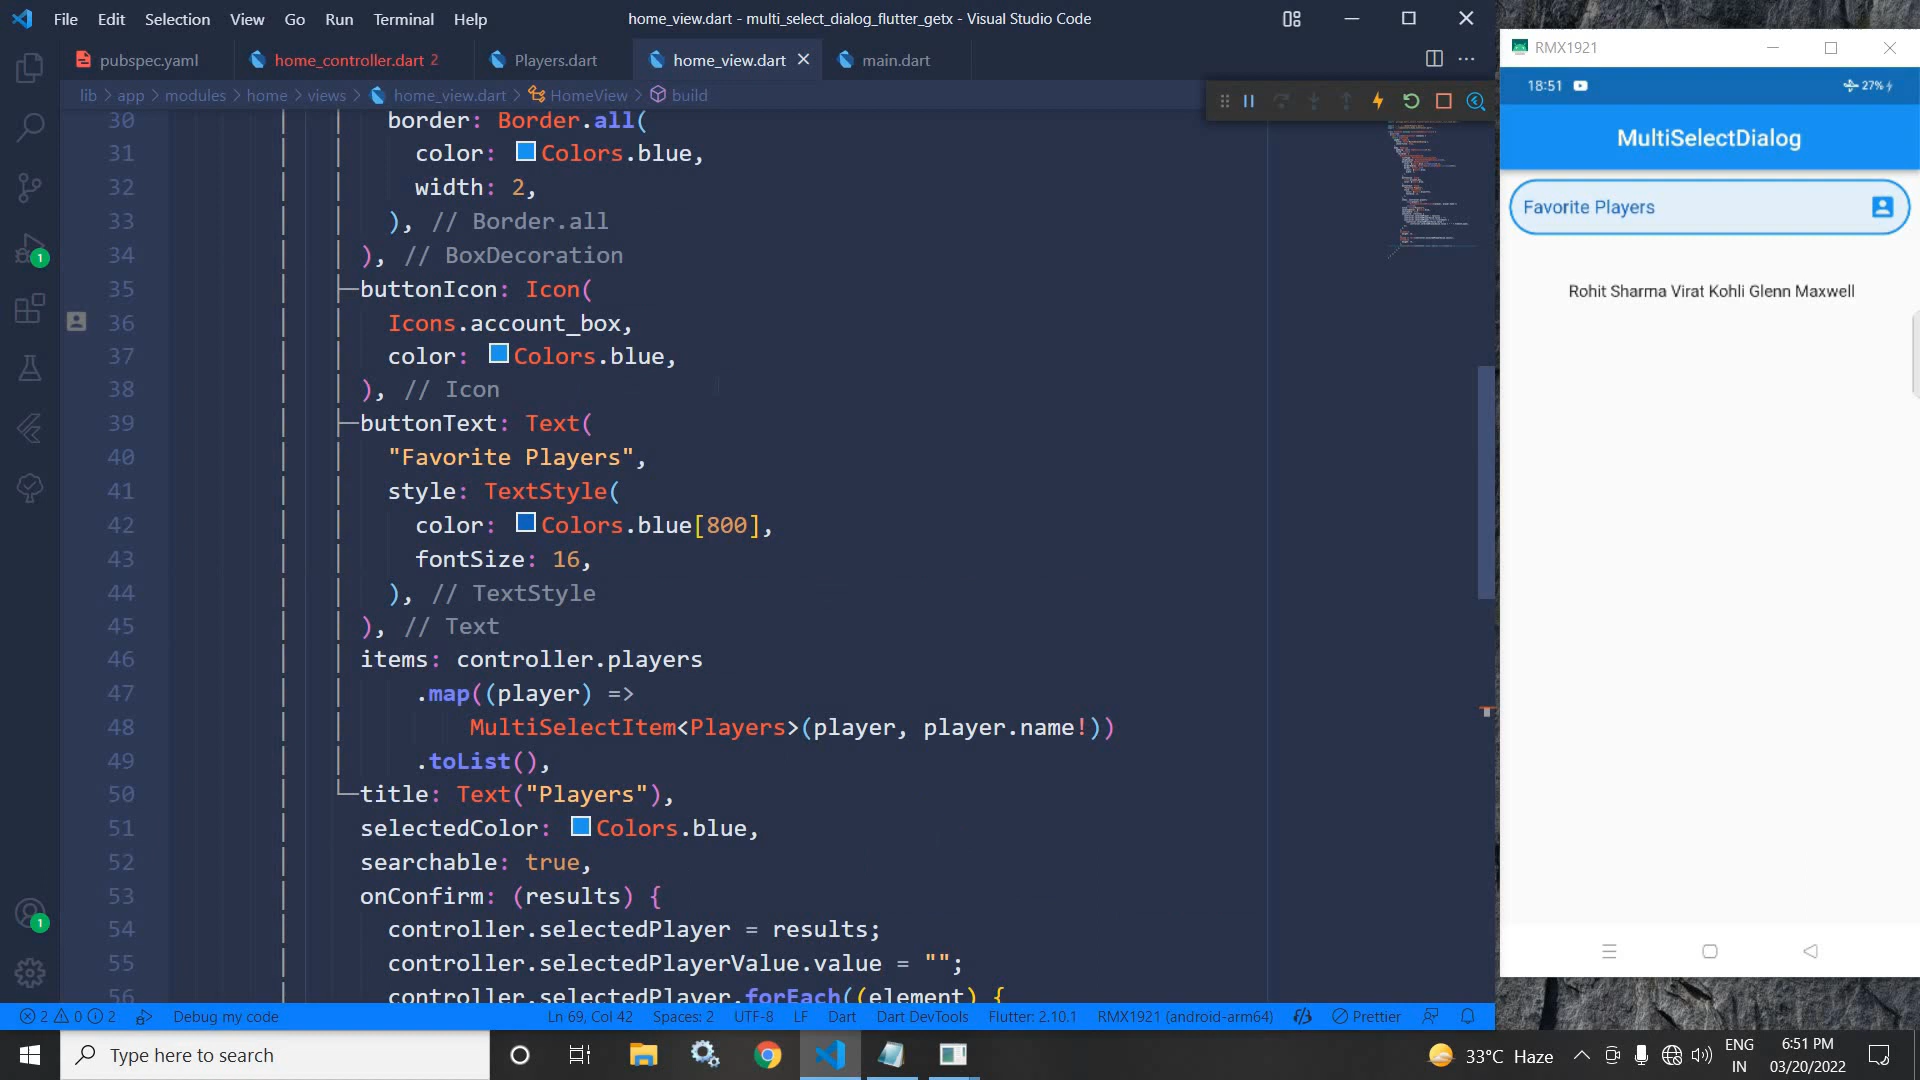 File Edit Selection View Go Run Terminal Help
home_view.dart - multi_select_dialog_flutter_getx - Visual Studio Code
pubspec.yaml
home_controller.dart 2
Players.dart
home_view.dart
main.dart
lib > app > modules > home > views > home_view.dart > HomeView > build
30 border: Border.all(
31 color: Colors.blue,
32 width: 2,
33 ), // Border.all
34 ), // BoxDecoration
35 buttonIcon: Icon(
36 Icons.account_box,
37 color: Colors.blue,
38 ), // Icon
39 buttonText: Text(
40 "Favorite Players",
41 style: TextStyle(
42 color: Colors.blue[800],
43 fontSize: 16,
44 ), // TextStyle
45 ), // Text
46 items: controller.players
47 .map((player) =>
48 MultiSelectItem<Players>(player, player.name!))
49 .toList(),
50 title: Text("Players"),
51 selectedColor: Colors.blue,
52 searchable: true,
53 onConfirm: (results) {
54 controller.selectedPlayer = results;
55 controller.selectedPlayerValue.value = "";
56 controller.selectedPlayer.forEach((element) {
1
1
2 0 2 Debug my code
Ln 69, Col 42 Spaces: 2 UTF-8 LF Dart Dart DevTools Flutter: 2.10.1 RMX1921 (android-arm64) Prettier
RMX1921
18:51 27%
MultiSelectDialog
Favorite Players
Rohit Sharma Virat Kohli Glenn Maxwell
Type here to search
33°C Haze
ENG
IN
6:51 PM
03/20/2022